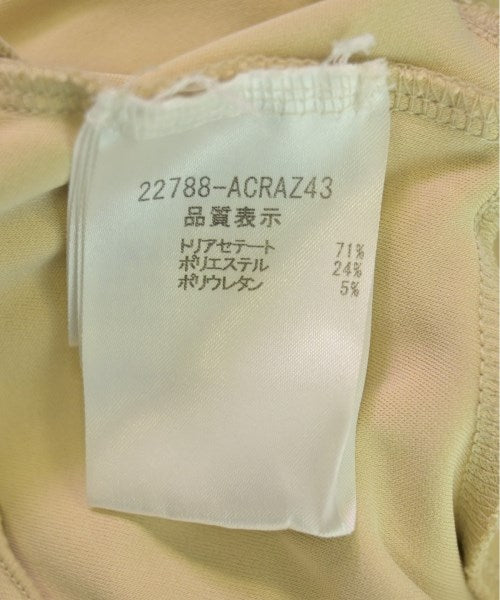 22788-ACRAZ43
品質表示
トリアセテート 71%
ポリエステル 24%
ポリウレタン 5%